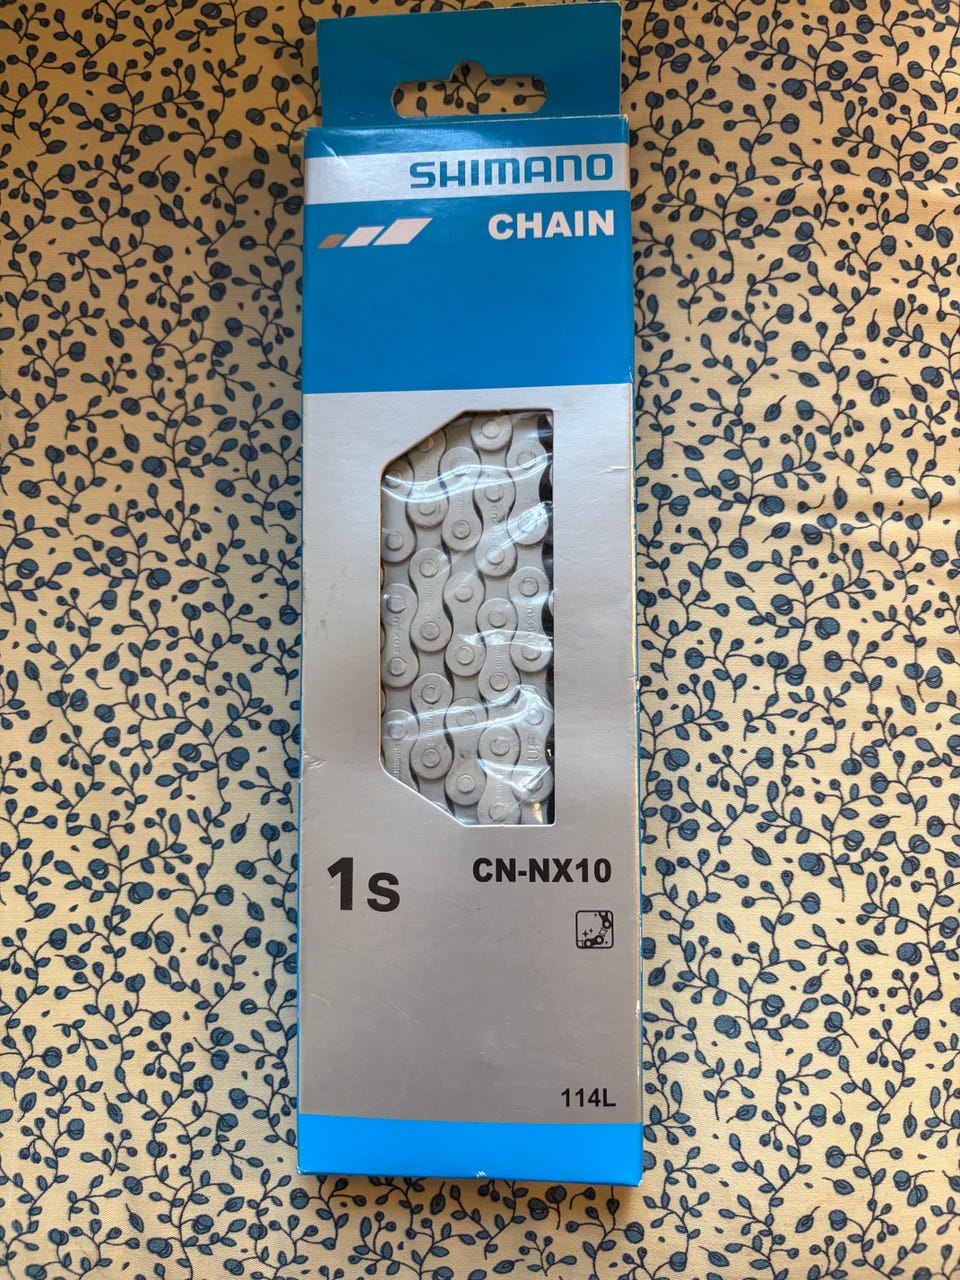 SHIMANO
CHAIN
1s
CN-NX10
114L